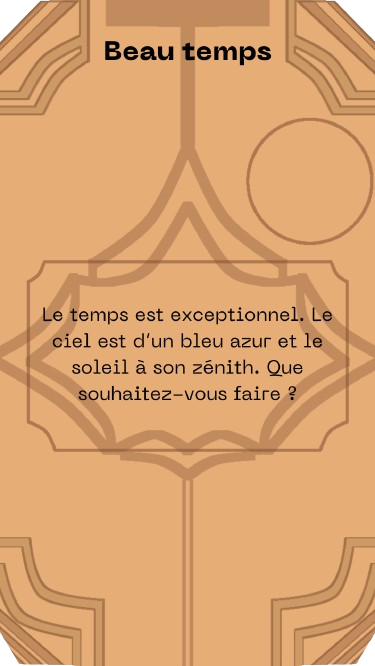 Beau temps
Le temps est exceptionnel. Le
ciel est d'un bleu azur et le
soleil à son zénith. Que
souhaitez-vous faire ?